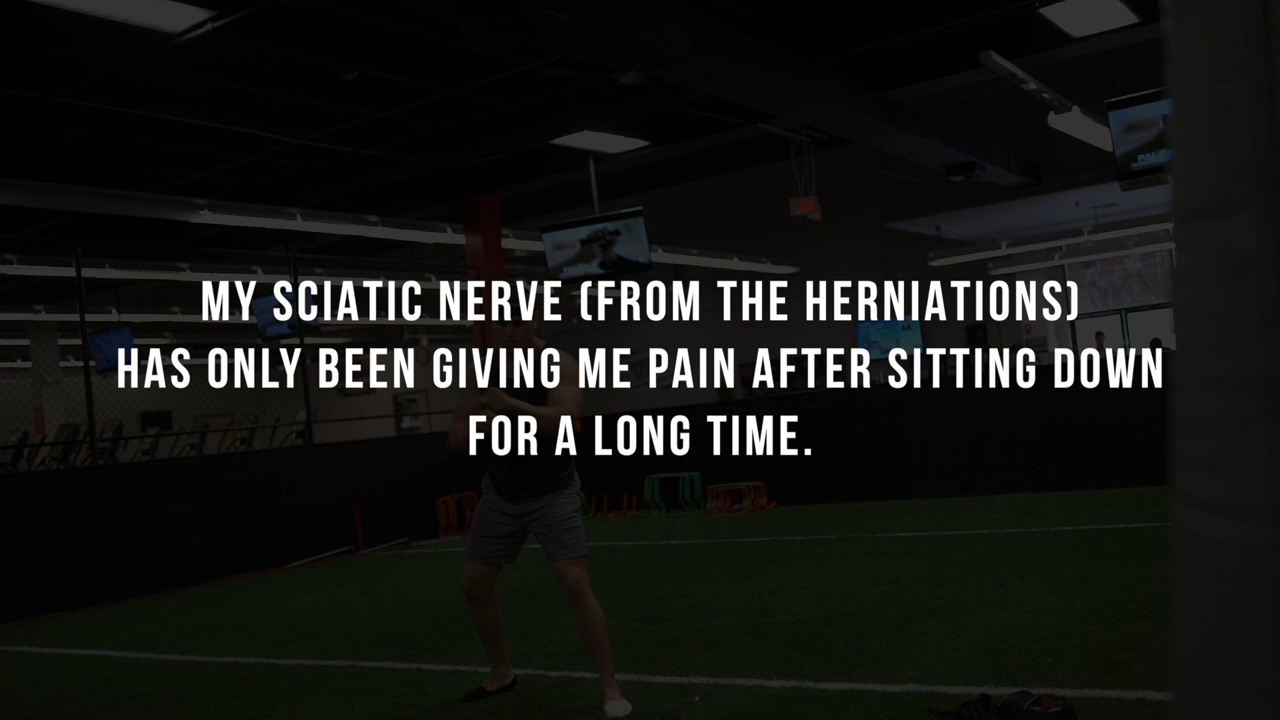 MY SCIATIC NERVE (FROM THE HERNIATIONS)
HAS ONLY BEEN GIVING ME PAIN AFTER SITTING DOWN
FOR A LONG TIME.